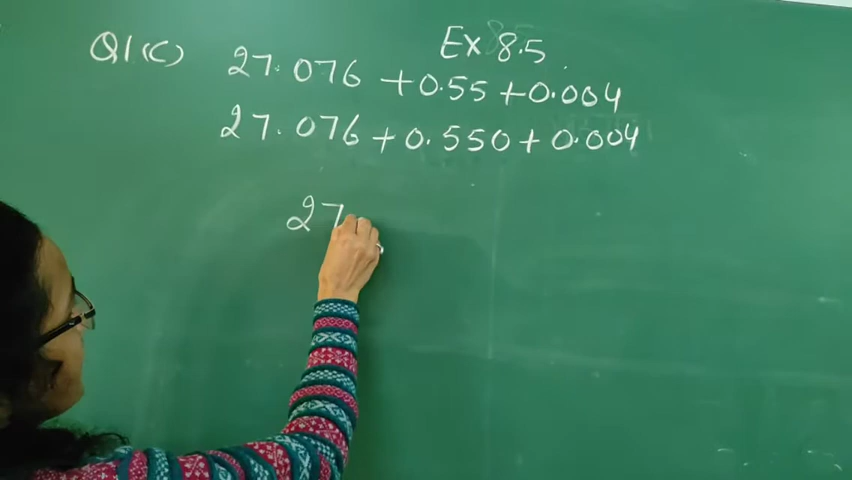 Ex 8.5
Q1(C) 27.076 +0.55 +0.004
27.076 + 0.550 + 0.004
27